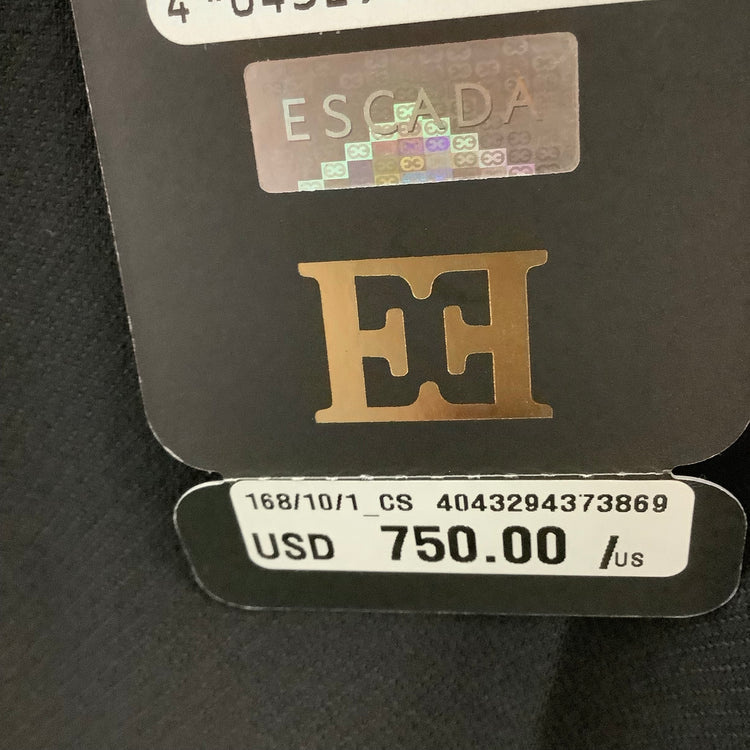 ESCADA
168/10/1_CS 4043294373869
USD 750.00 /US